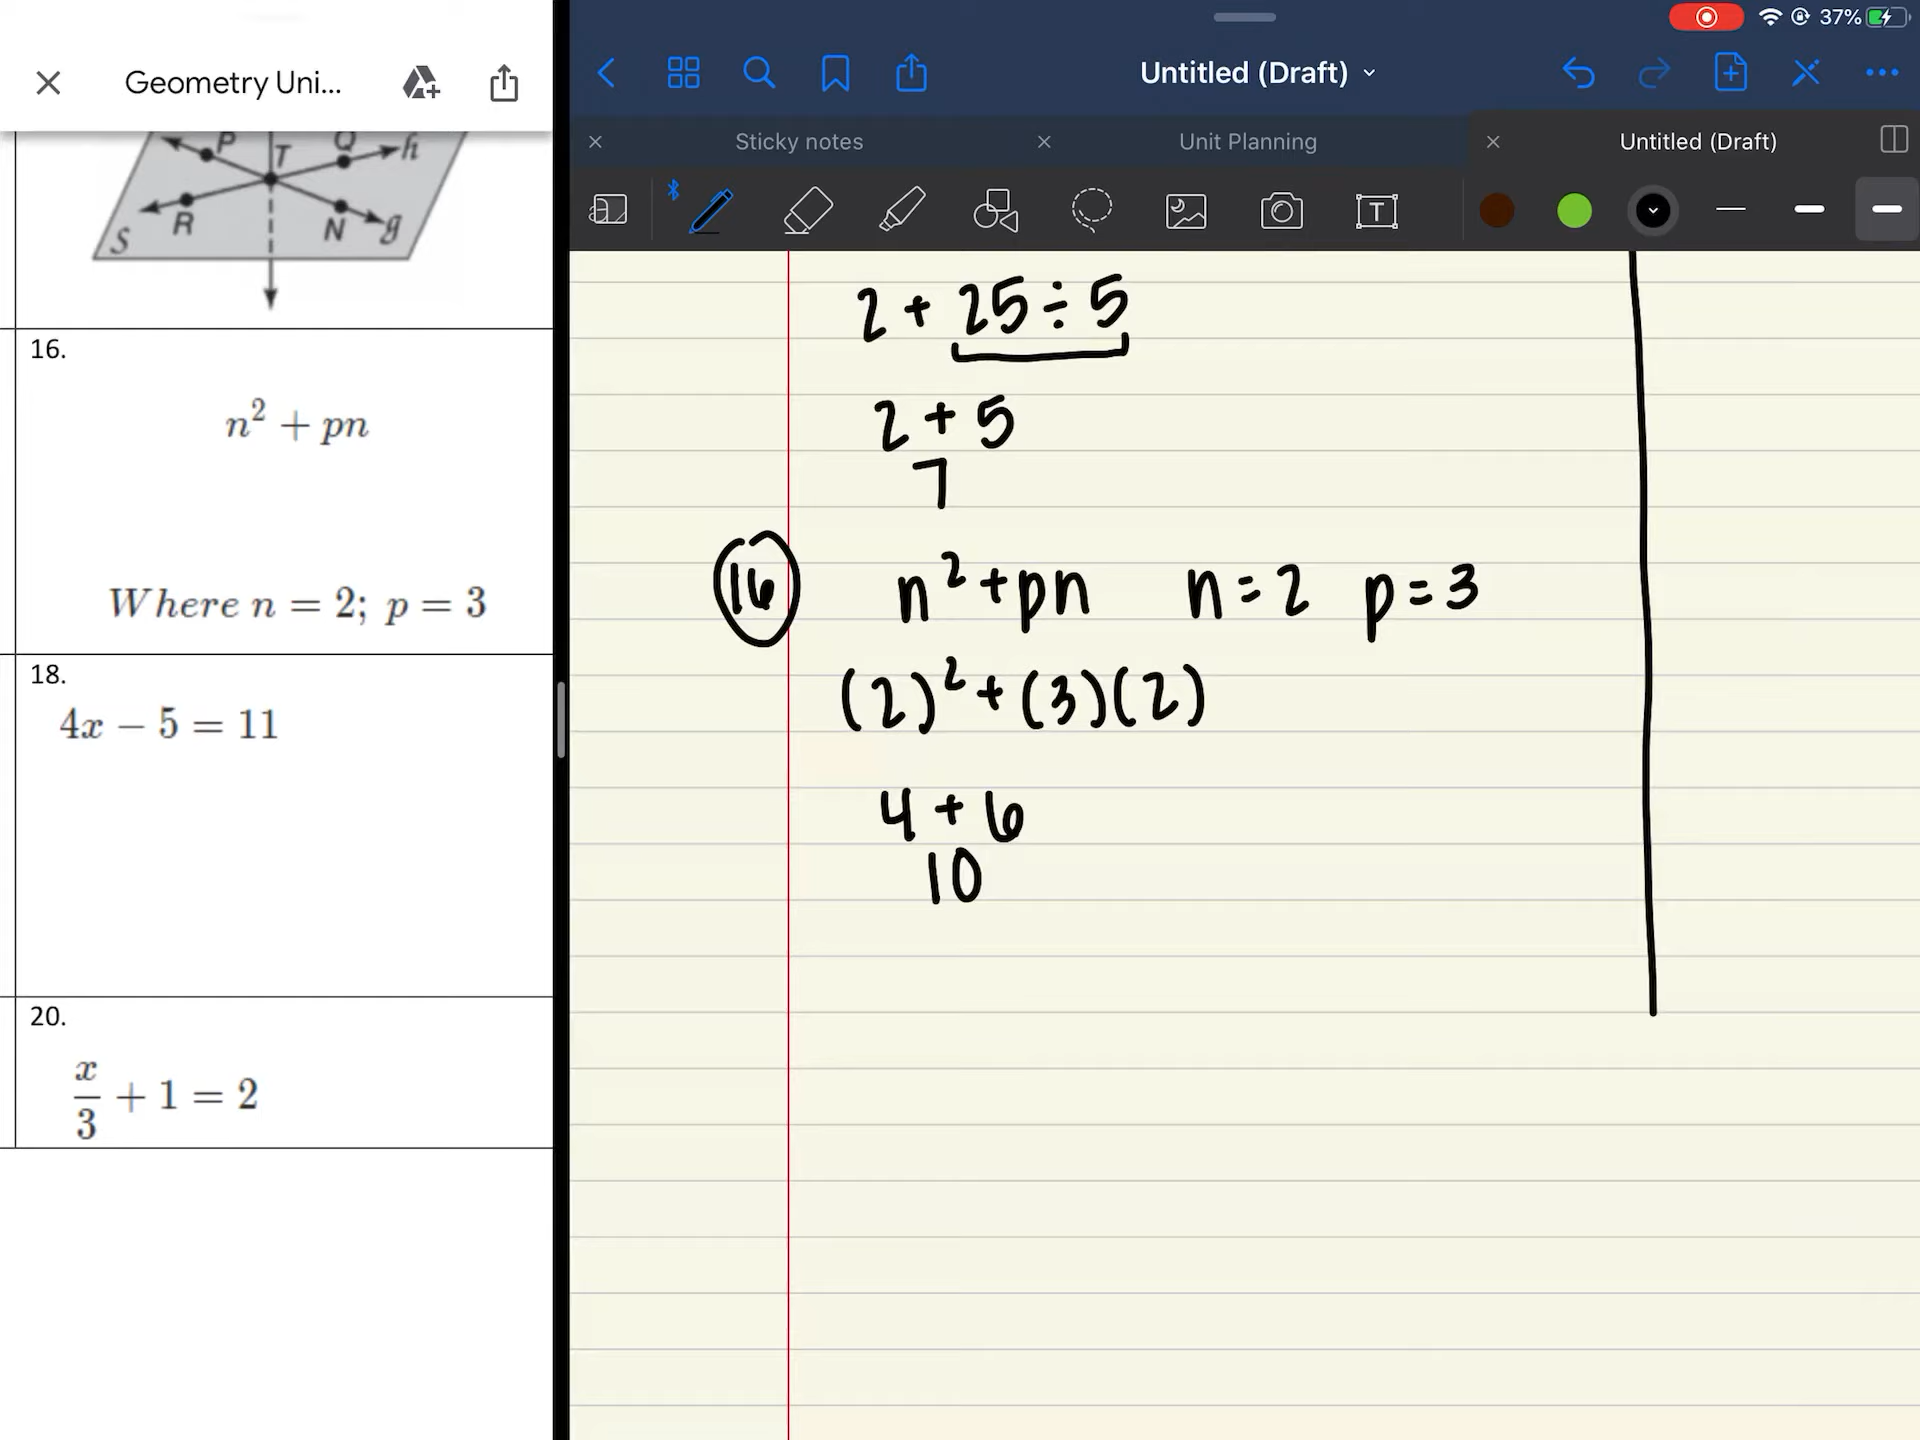 37%
Geometry Uni...
Untitled (Draft)
Sticky notes
Unit Planning
Untitled (Draft)
P T Q h
R
S N g
16.
n² + pn
Where n = 2; p = 3
18.
4x − 5 = 11
20.
x/3 + 1 = 2
2 + 25 ÷ 5
2 + 5
7
16 n² + pn n = 2 p = 3
(2)² + (3)(2)
4 + 6
10